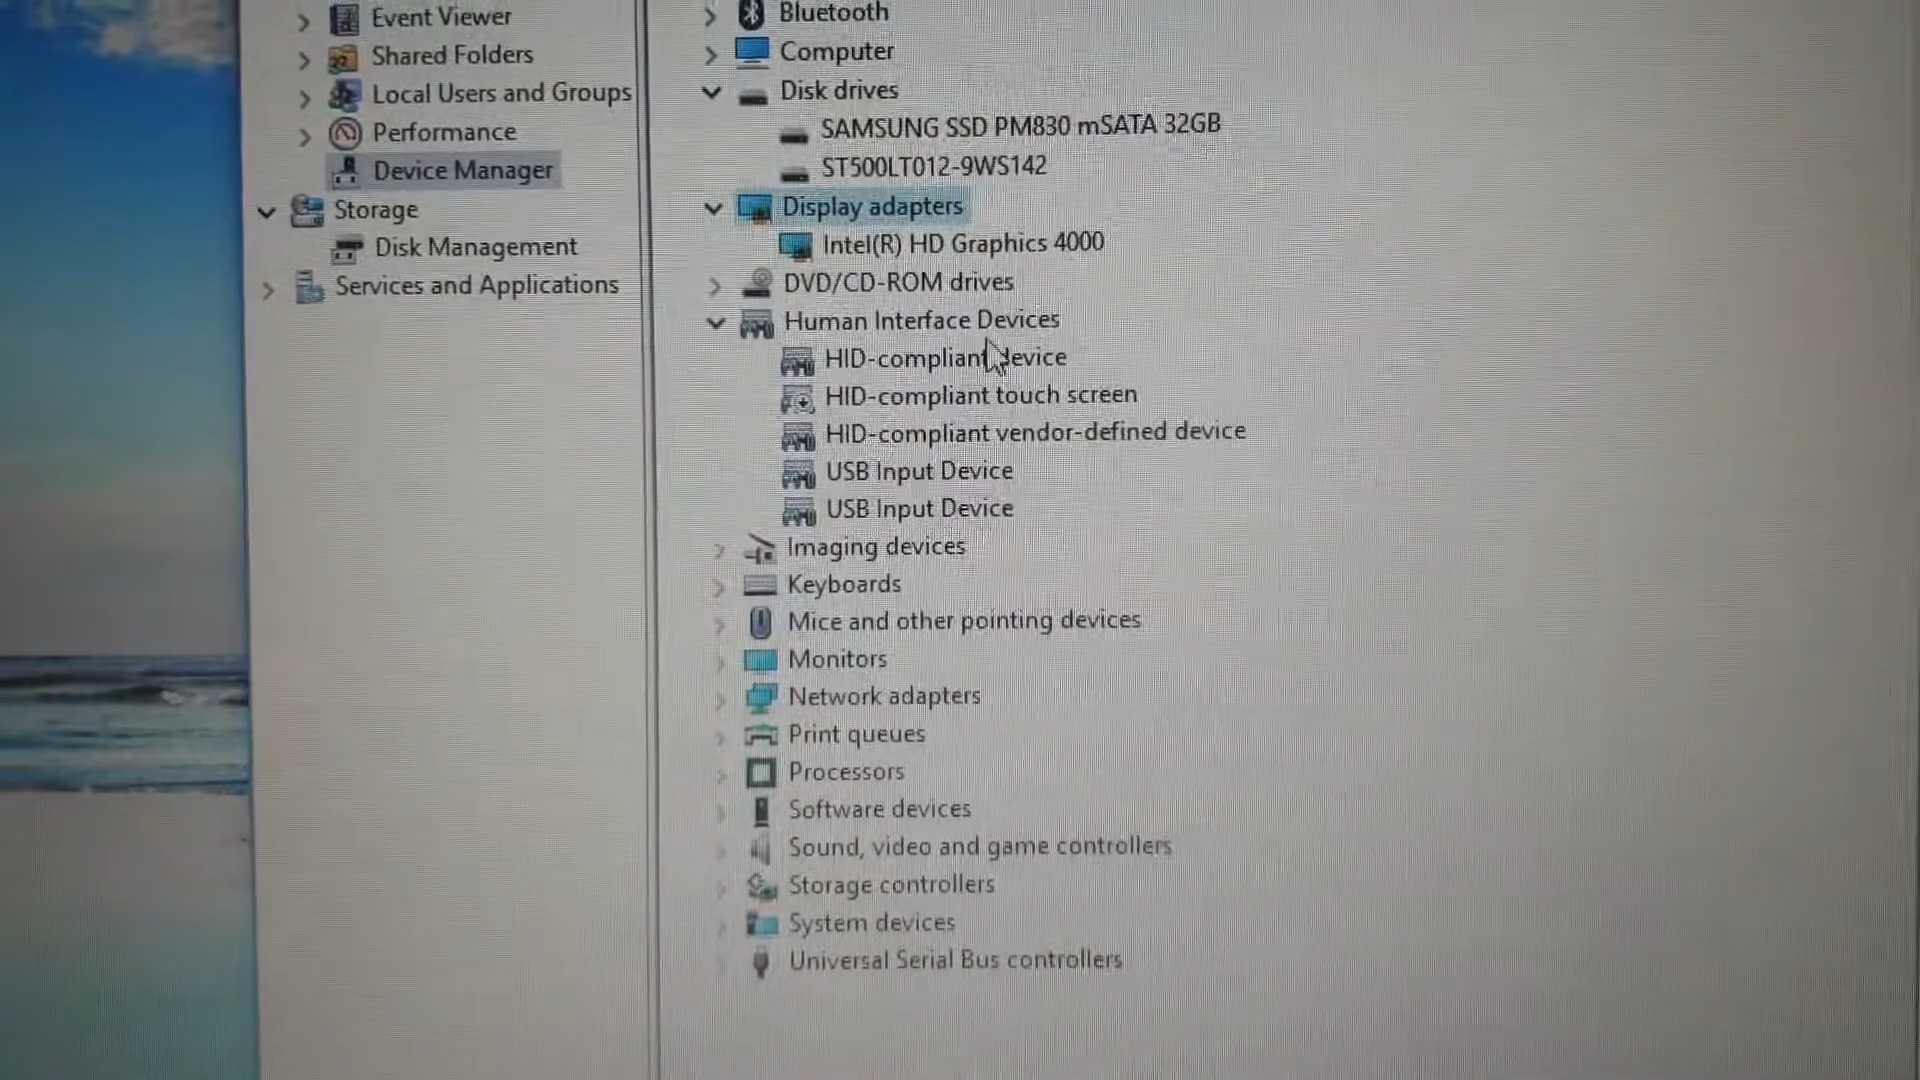 Event Viewer
Shared Folders
Local Users and Groups
Performance
Device Manager
Storage
Disk Management
Services and Applications
Bluetooth
Computer
Disk drives
SAMSUNG SSD PM830 mSATA 32GB
ST500LT012-9WS142
Display adapters
Intel(R) HD Graphics 4000
DVD/CD-ROM drives
Human Interface Devices
HID-compliant device
HID-compliant touch screen
HID-compliant vendor-defined device
USB Input Device
USB Input Device
Imaging devices
Keyboards
Mice and other pointing devices
Monitors
Network adapters
Print queues
Processors
Software devices
Sound, video and game controllers
Storage controllers
System devices
Universal Serial Bus controllers